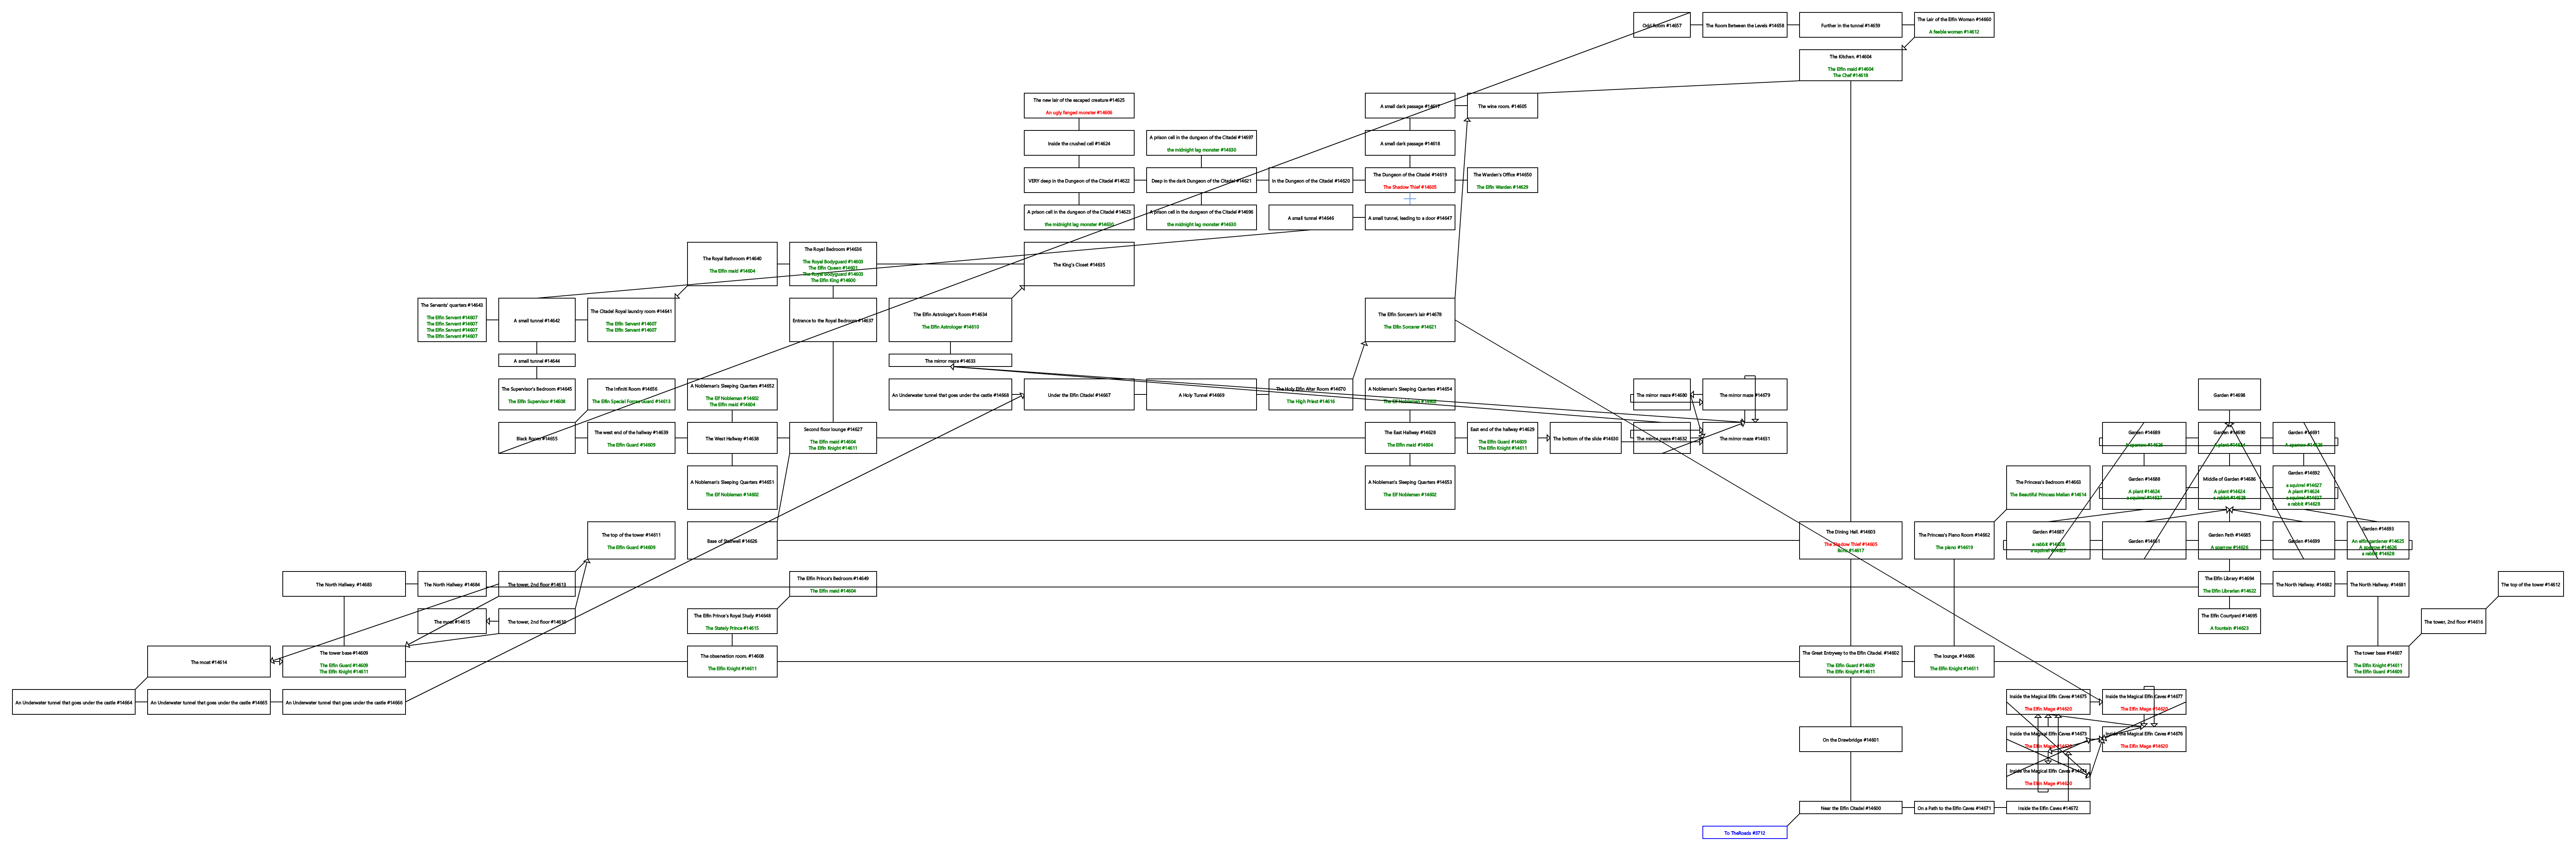 Odd Room #14657
The Room Between the Levels #14658
Further in the tunnel #14659
The Lair of the Elfin Woman #14660
A feeble woman #14612
The Kitchen. #14604
The Elfin maid #14604
The Chef #14618
The new lair of the escaped creature #14625
An ugly fanged monster #14606
A small dark passage #14617
The wine room. #14605
Inside the crushed cell #14624
A prison cell in the dungeon of the Citadel #14697
the midnight lag monster #14630
A small dark passage #14618
VERY deep in the Dungeon of the Citadel #14622
Deep in the dark Dungeon of the Citadel #14621
In the Dungeon of the Citadel #14620
The Dungeon of the Citadel #14619
The Shadow Thief #14605
The Warden's Office #14650
The Elfin Warden #14629
A prison cell in the dungeon of the Citadel #14623
the midnight lag monster #14630
A prison cell in the dungeon of the Citadel #14696
the midnight lag monster #14630
A small tunnel #14646
A small tunnel, leading to a door #14647
The Royal Bathroom #14640
The Elfin maid #14604
The Royal Bedroom #14636
The Royal Bodyguard #14603
The Elfin Queen #14601
The Royal Bodyguard #14603
The Elfin King #14600
The King's Closet #14635
The Servents' quarters #14643
The Elfin Servant #14607
The Elfin Servant #14607
The Elfin Servant #14607
The Elfin Servant #14607
A small tunnel #14642
The Citadel Royal laundry room #14641
The Elfin Servant #14607
The Elfin Servant #14607
Entrance to the Royal Bedroom #14637
The Elfin Astrologer's Room #14634
The Elfin Astrologer #14610
The Elfin Sorcerer's lair #14678
The Elfin Sorcerer #14621
A small tunnel #14644
The mirror maze #14633
The Supervisor's Bedroom #14645
The Elfin Supervisor #14608
The Infiniti Room #14656
The Elfin Special Forces Guard #14613
A Nobleman's Sleeping Quarters #14652
The Elf Nobleman #14602
The Elfin maid #14604
An Underwater tunnel that goes under the castle #14668
Under the Elfin Citadel #14667
A Holy Tunnel #14669
The Holy Elfin Altar Room #14670
The High Priest #14616
A Nobleman's Sleeping Quarters #14654
The Elf Nobleman #14602
The mirror maze #14680
The mirror maze #14679
Garden #14698
Black Room #14655
The west end of the hallway #14639
The Elfin Guard #14609
The West Hallway #14638
Second floor lounge #14627
The Elfin maid #14604
The Elfin Knight #14611
The East Hallway #14628
The Elfin maid #14604
East end of the hallway #14629
The Elfin Guard #14609
The Elfin Knight #14611
The bottom of the slide #14630
The mirror maze #14632
The mirror maze #14631
Garden #14689
A sparrow #14626
Garden #14690
A plant #14624
Garden #14691
A sparrow #14626
A Nobleman's Sleeping Quarters #14651
The Elf Nobleman #14602
A Nobleman's Sleeping Quarters #14653
The Elf Nobleman #14602
The Princess's Bedroom #14663
The Beautiful Princess Melian #14614
Garden #14688
A plant #14624
a squirrel #14627
Middle of Garden #14686
A plant #14624
a rabbit #14628
Garden #14692
a squirrel #14627
A plant #14624
a squirrel #14627
a rabbit #14628
The top of the tower #14611
The Elfin Guard #14609
Base of Stairwell #14626
The Dining Hall. #14603
The Shadow Thief #14605
The Princess's Piano Room #14662
The piano #14619
Garden #14687
a rabbit #14628
a squirrel #14627
Garden #14661
Garden Path #14685
A sparrow #14626
Garden #14699
Garden #14693
An elfin gardener #14625
A sparrow #14626
a rabbit #14628
The North Hallway. #14683
The North Hallway. #14684
The tower, 2nd floor #14613
The Elfin Prince's Bedroom #14649
The Elfin maid #14604
The Elfin Library #14694
The Elfin Librarian #14622
The North Hallway. #14682
The North Hallway. #14681
The top of the tower #14612
The moat #14615
The tower, 2nd floor #14610
The Elfin Prince's Royal Study #14648
The Stately Prince #14615
The Elfin Courtyard #14695
A fountain #14623
The tower, 2nd floor #14616
The moat #14614
The tower base #14609
The Elfin Guard #14609
The Elfin Knight #14611
The observation room. #14608
The Elfin Knight #14611
The Great Entryway to the Elfin Citadel. #14602
The Elfin Guard #14609
The Elfin Knight #14611
The lounge. #14606
The Elfin Knight #14611
The tower base #14607
The Elfin Knight #14611
The Elfin Guard #14609
An Underwater tunnel that goes under the castle #14664
An Underwater tunnel that goes under the castle #14665
An Underwater tunnel that goes under the castle #14666
Inside the Magical Elfin Caves #14675
The Elfin Mage #14620
Inside the Magical Elfin Caves #14677
The Elfin Mage #14620
On the Drawbridge #14601
Inside the Magical Elfin Caves #14673
The Elfin Mage #14620
Inside the Magical Elfin Caves #14676
The Elfin Mage #14620
Inside the Magical Elfin Caves #14674
The Elfin Mage #14620
Near the Elfin Citadel #14600
On a Path to the Elfin Caves #14671
Inside the Elfin Caves #14672
To TheRoads #8712